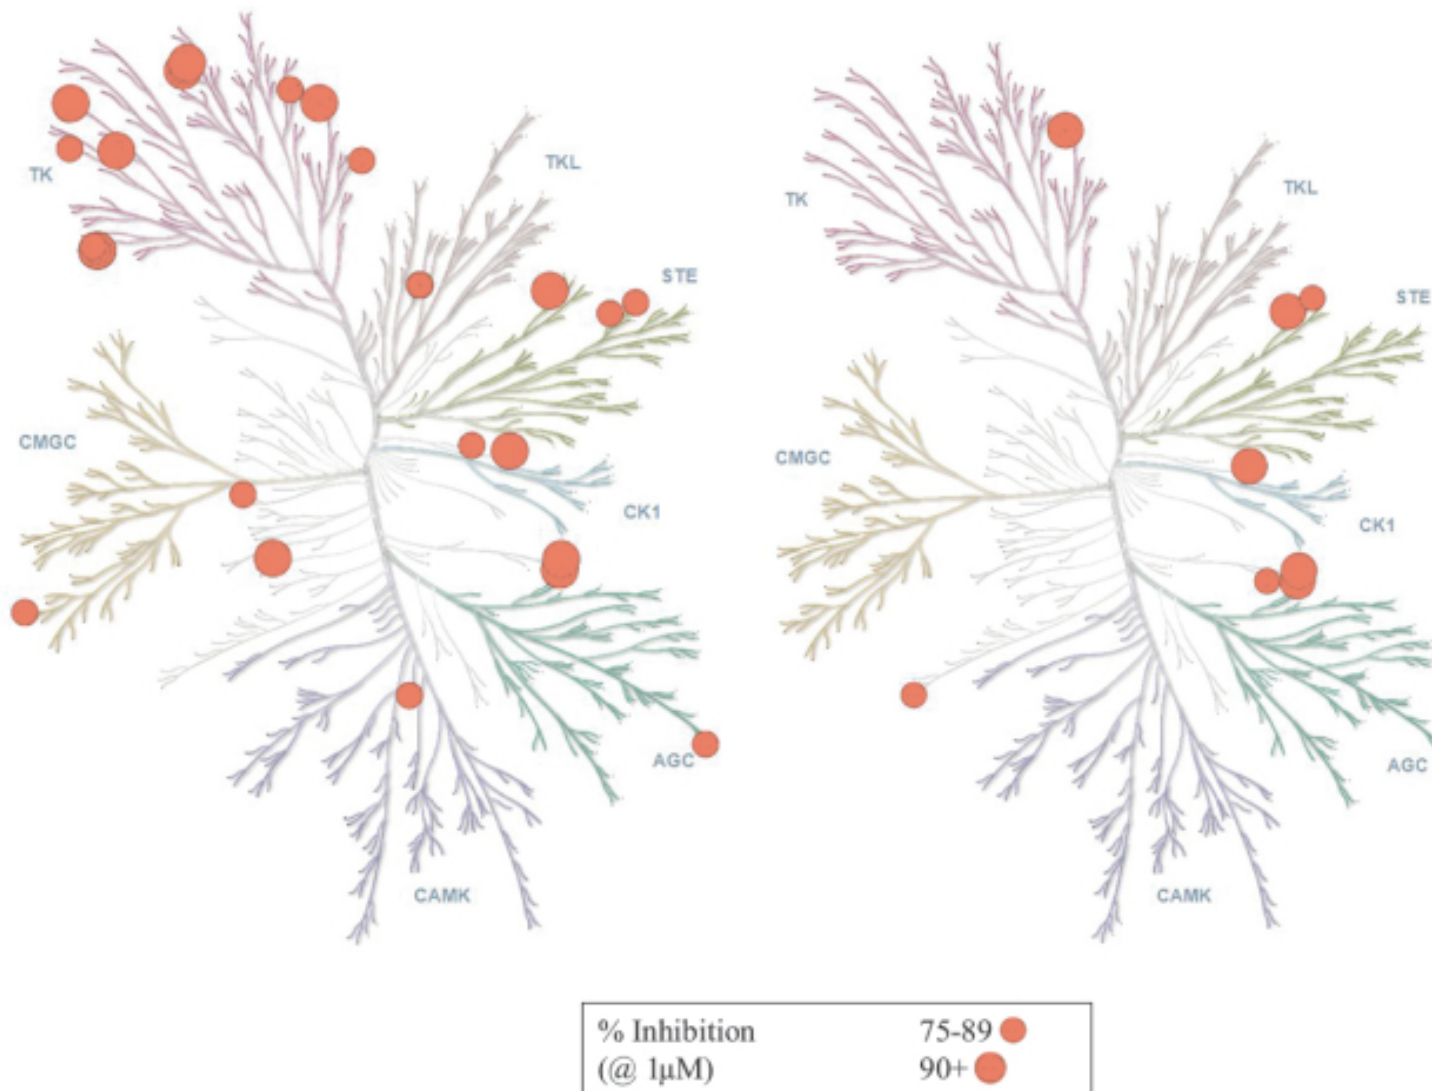 TK
TKL
STE
CMGC
CK1
AGC
CAMK
TK
TKL
STE
CMGC
CK1
AGC
CAMK
% Inhibition 75-89
(@ 1μM) 90+